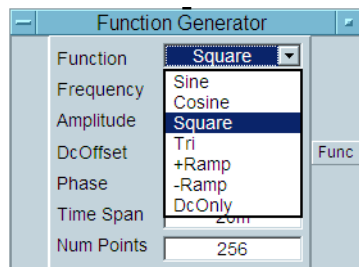 Function Generator
Function Square
Frequency Sine
Cosine
Amplitude Square
Tri
DcOffset +Ramp Func
Phase -Ramp
DcOnly
Time Span 20m
Num Points 256